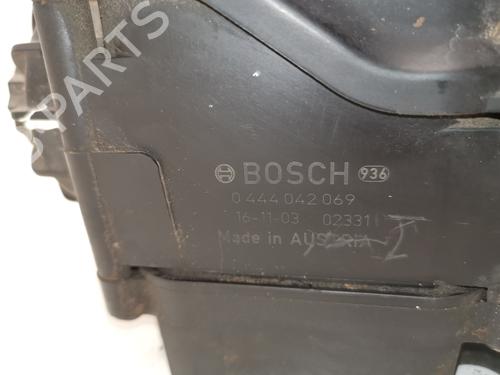 PARTS
BOSCH 936
0 444 042 069
16-11-03 02331
Made in AUSTRIA